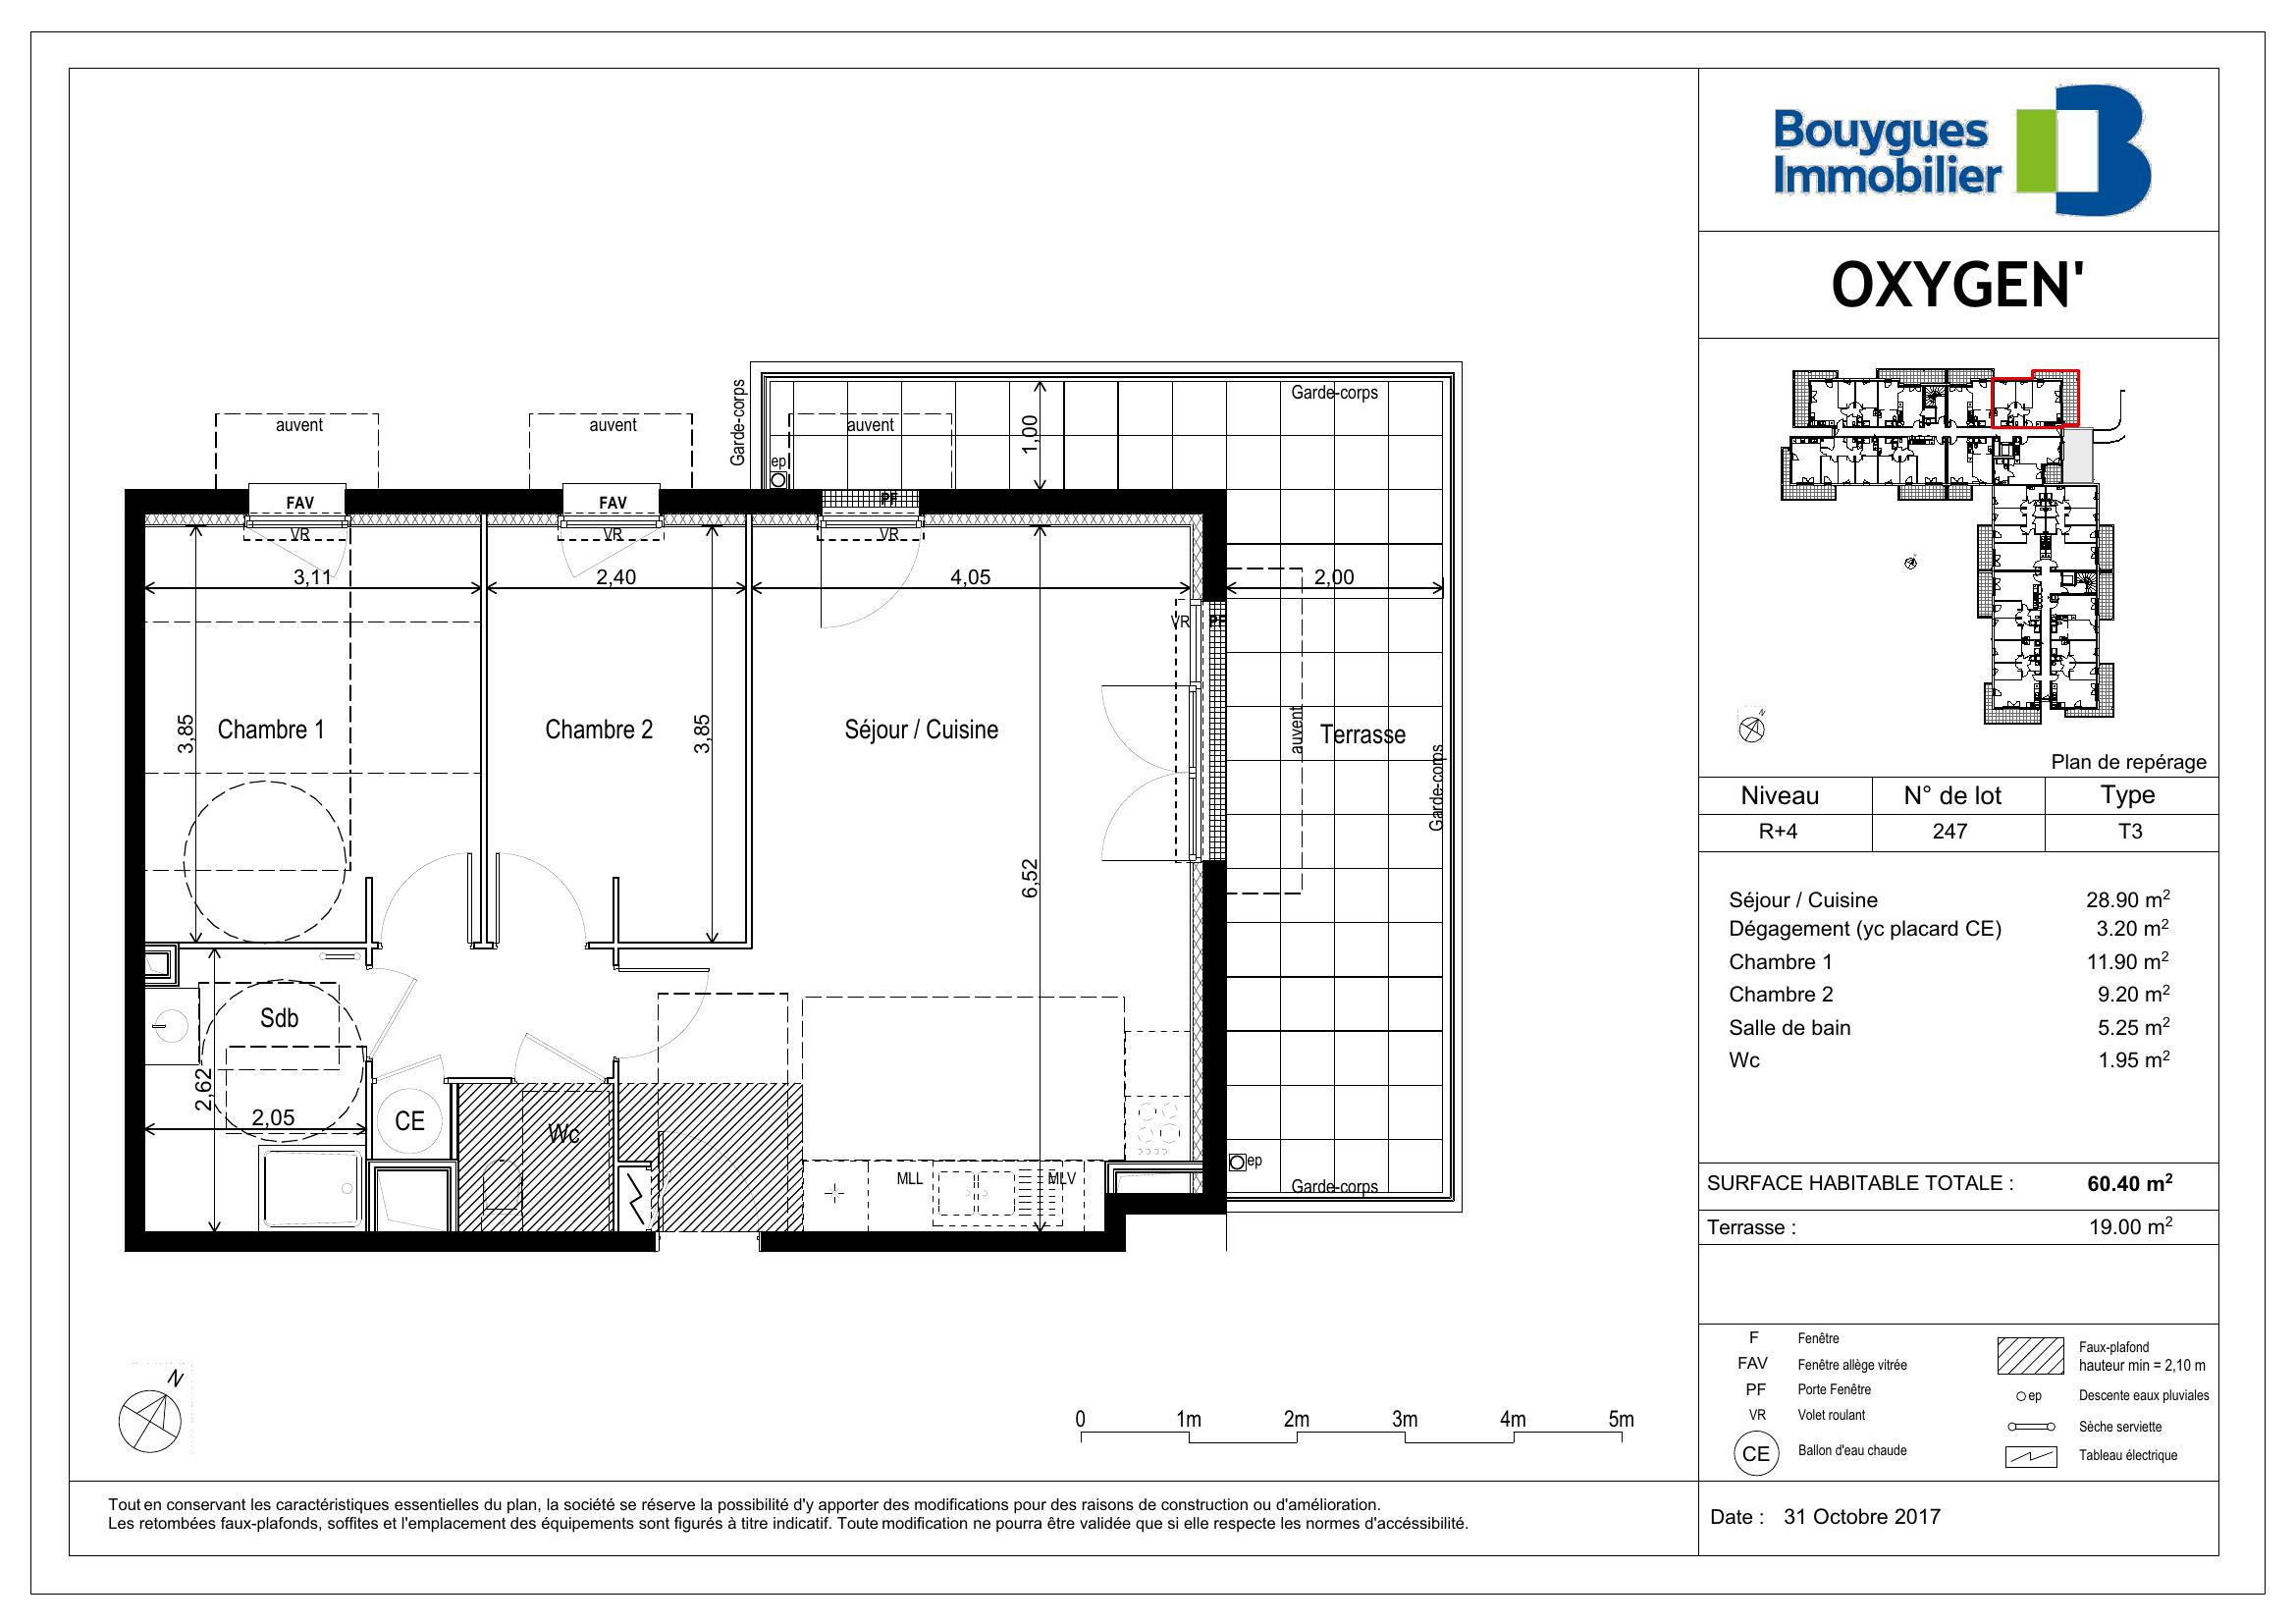 Bouygues
Immobilier
OXYGEN'
N
Plan de repérage
Niveau N° de lot Type
R+4 247 T3
Séjour / Cuisine 28.90 m²
Dégagement (yc placard CE) 3.20 m²
Chambre 1 11.90 m²
Chambre 2 9.20 m²
Salle de bain 5.25 m²
Wc 1.95 m²
SURFACE HABITABLE TOTALE : 60.40 m²
Terrasse : 19.00 m²
F Fenêtre
FAV Fenêtre allège vitrée
PF Porte Fenêtre
VR Volet roulant
CE Ballon d'eau chaude
Faux-plafond
hauteur min = 2,10 m
ep Descente eaux pluviales
Sèche serviette
Tableau électrique
Date : 31 Octobre 2017
Garde-corps
Garde-corps
auvent
auvent
auvent
1,00
ep
FAV
FAV
PF
VR
VR
VR
3,11
2,40
4,05
2,00
VR
PF
3,85
Chambre 1
Chambre 2
3,85
Séjour / Cuisine
auvent
Terrasse
Garde-corps
6,52
Sdb
2,62
2,05
CE
Wc
MLL
MLV
ep
Garde-corps
N
0 1m 2m 3m 4m 5m
Tout en conservant les caractéristiques essentielles du plan, la société se réserve la possibilité d'y apporter des modifications pour des raisons de construction ou d'amélioration.
Les retombées faux-plafonds, soffites et l'emplacement des équipements sont figurés à titre indicatif. Toute modification ne pourra être validée que si elle respecte les normes d'accéssibilité.